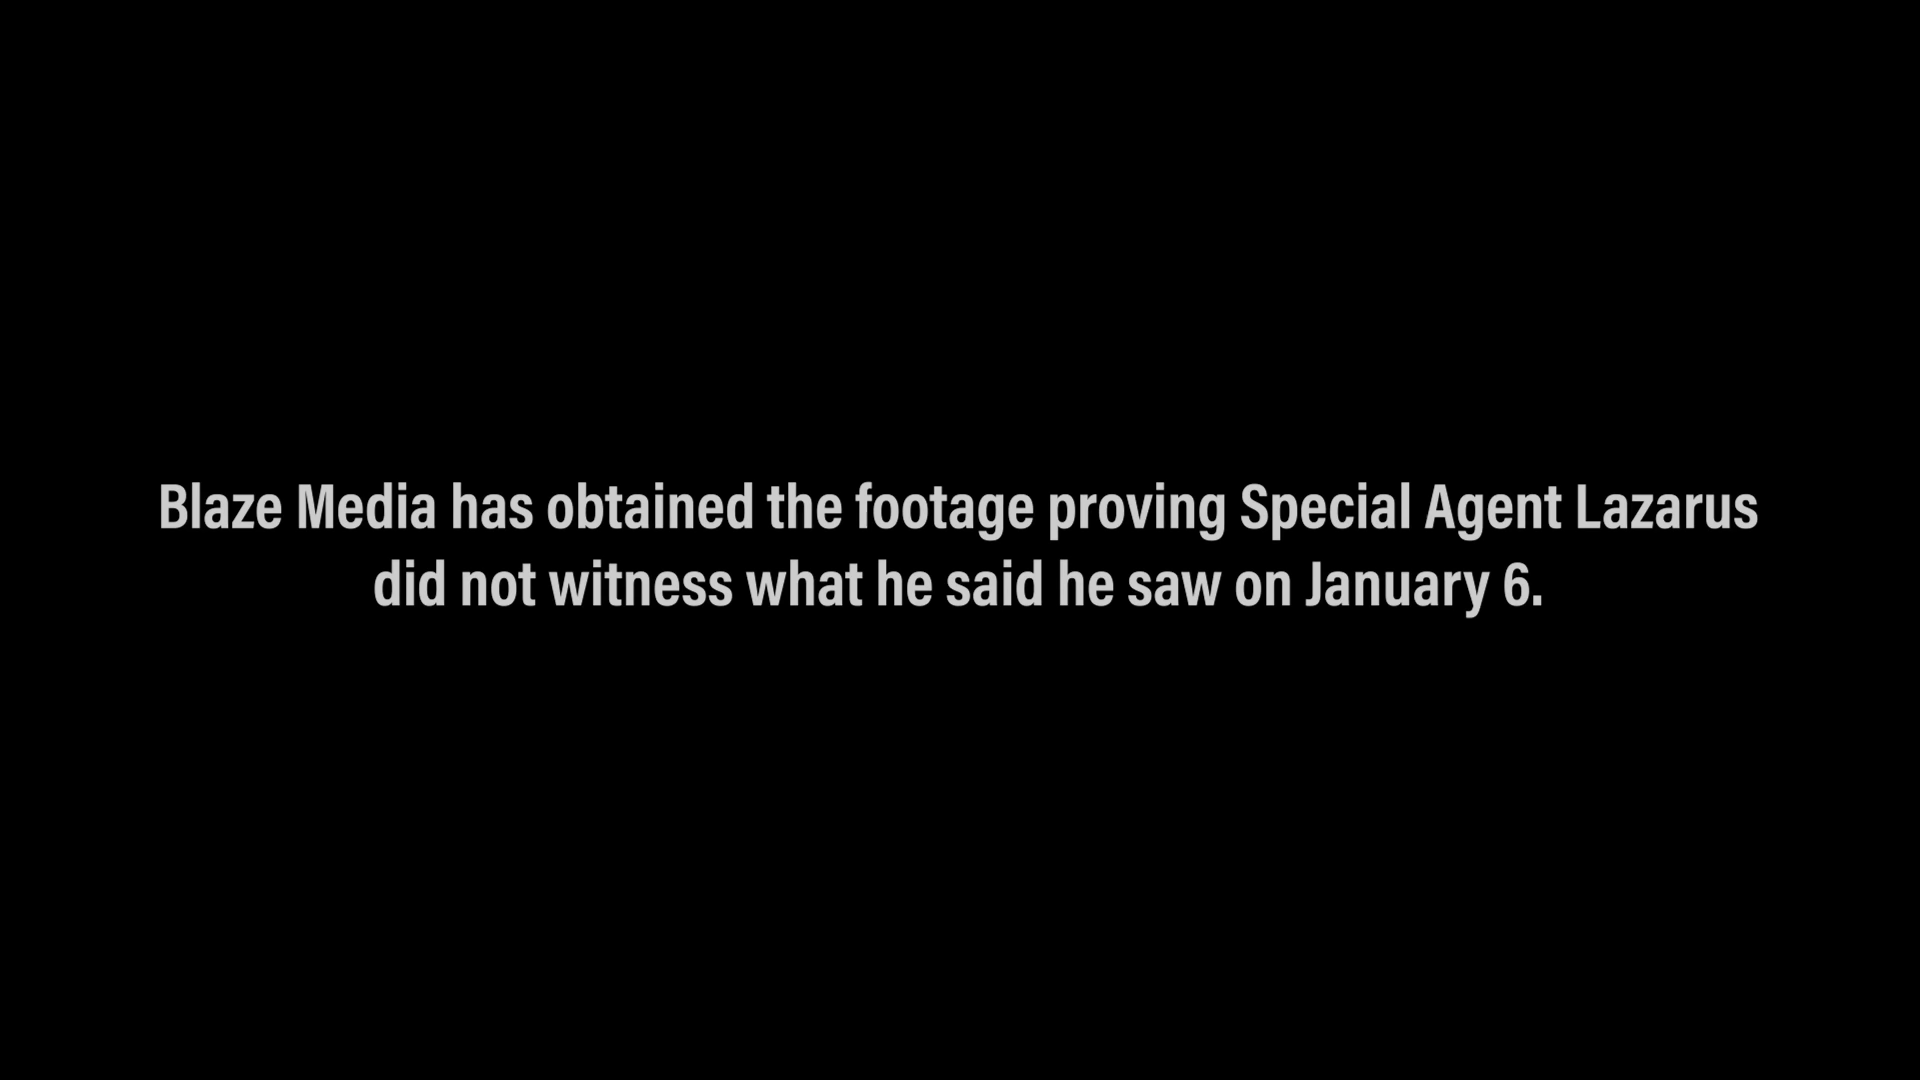 Blaze Media has obtained the footage proving Special Agent Lazarus
did not witness what he said he saw on January 6.